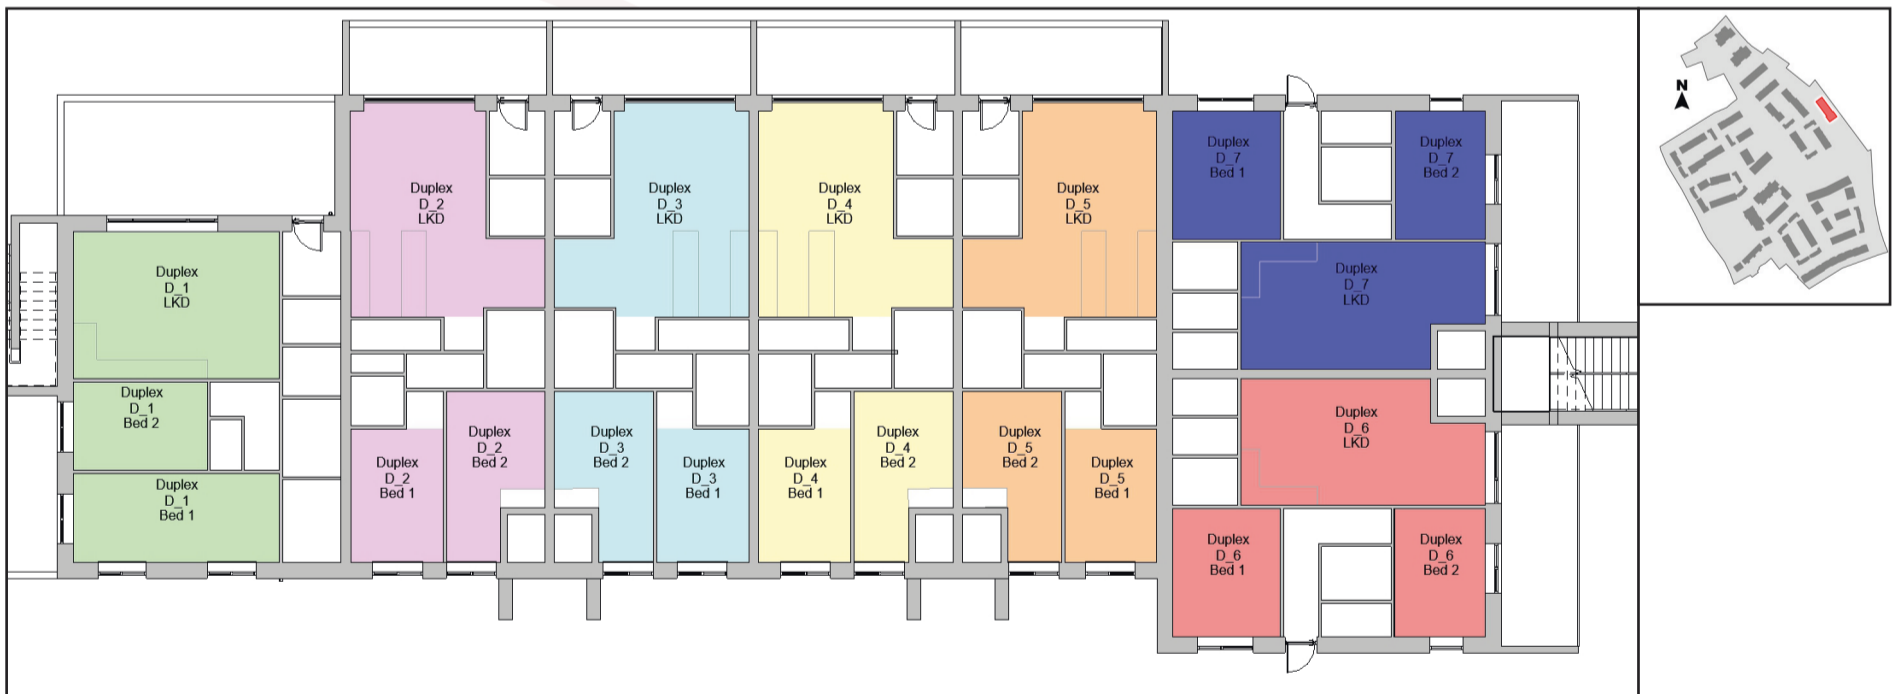 Duplex
D_1
LKD
Duplex
D_1
Bed 2
Duplex
D_1
Bed 1
Duplex
D_2
LKD
Duplex
D_2
Bed 1
Duplex
D_2
Bed 2
Duplex
D_3
LKD
Duplex
D_3
Bed 2
Duplex
D_3
Bed 1
Duplex
D_4
LKD
Duplex
D_4
Bed 1
Duplex
D_4
Bed 2
Duplex
D_5
LKD
Duplex
D_5
Bed 2
Duplex
D_5
Bed 1
Duplex
D_7
Bed 1
Duplex
D_7
Bed 2
Duplex
D_7
LKD
Duplex
D_6
LKD
Duplex
D_6
Bed 1
Duplex
D_6
Bed 2
N